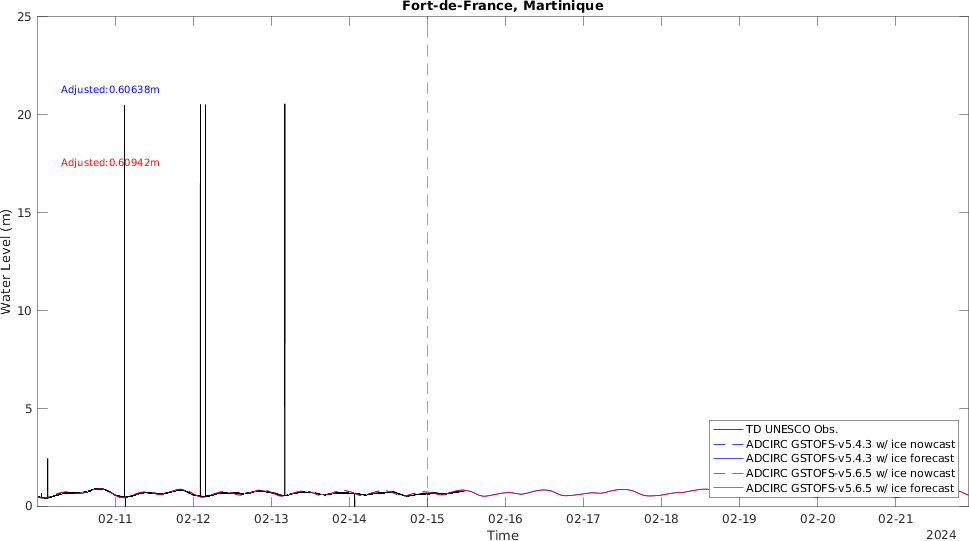 Fort-de-France, Martinique
25
20
15
10
5
0
Water Level (m)
Adjusted:0.60638m
Adjusted:0.60942m
TD UNESCO Obs.
ADCIRC GSTOFS-v5.4.3 w/ ice nowcast
ADCIRC GSTOFS-v5.4.3 w/ ice forecast
ADCIRC GSTOFS-v5.6.5 w/ ice nowcast
ADCIRC GSTOFS-v5.6.5 w/ ice forecast
02-11 02-12 02-13 02-14 02-15 02-16 02-17 02-18 02-19 02-20 02-21
Time
2024